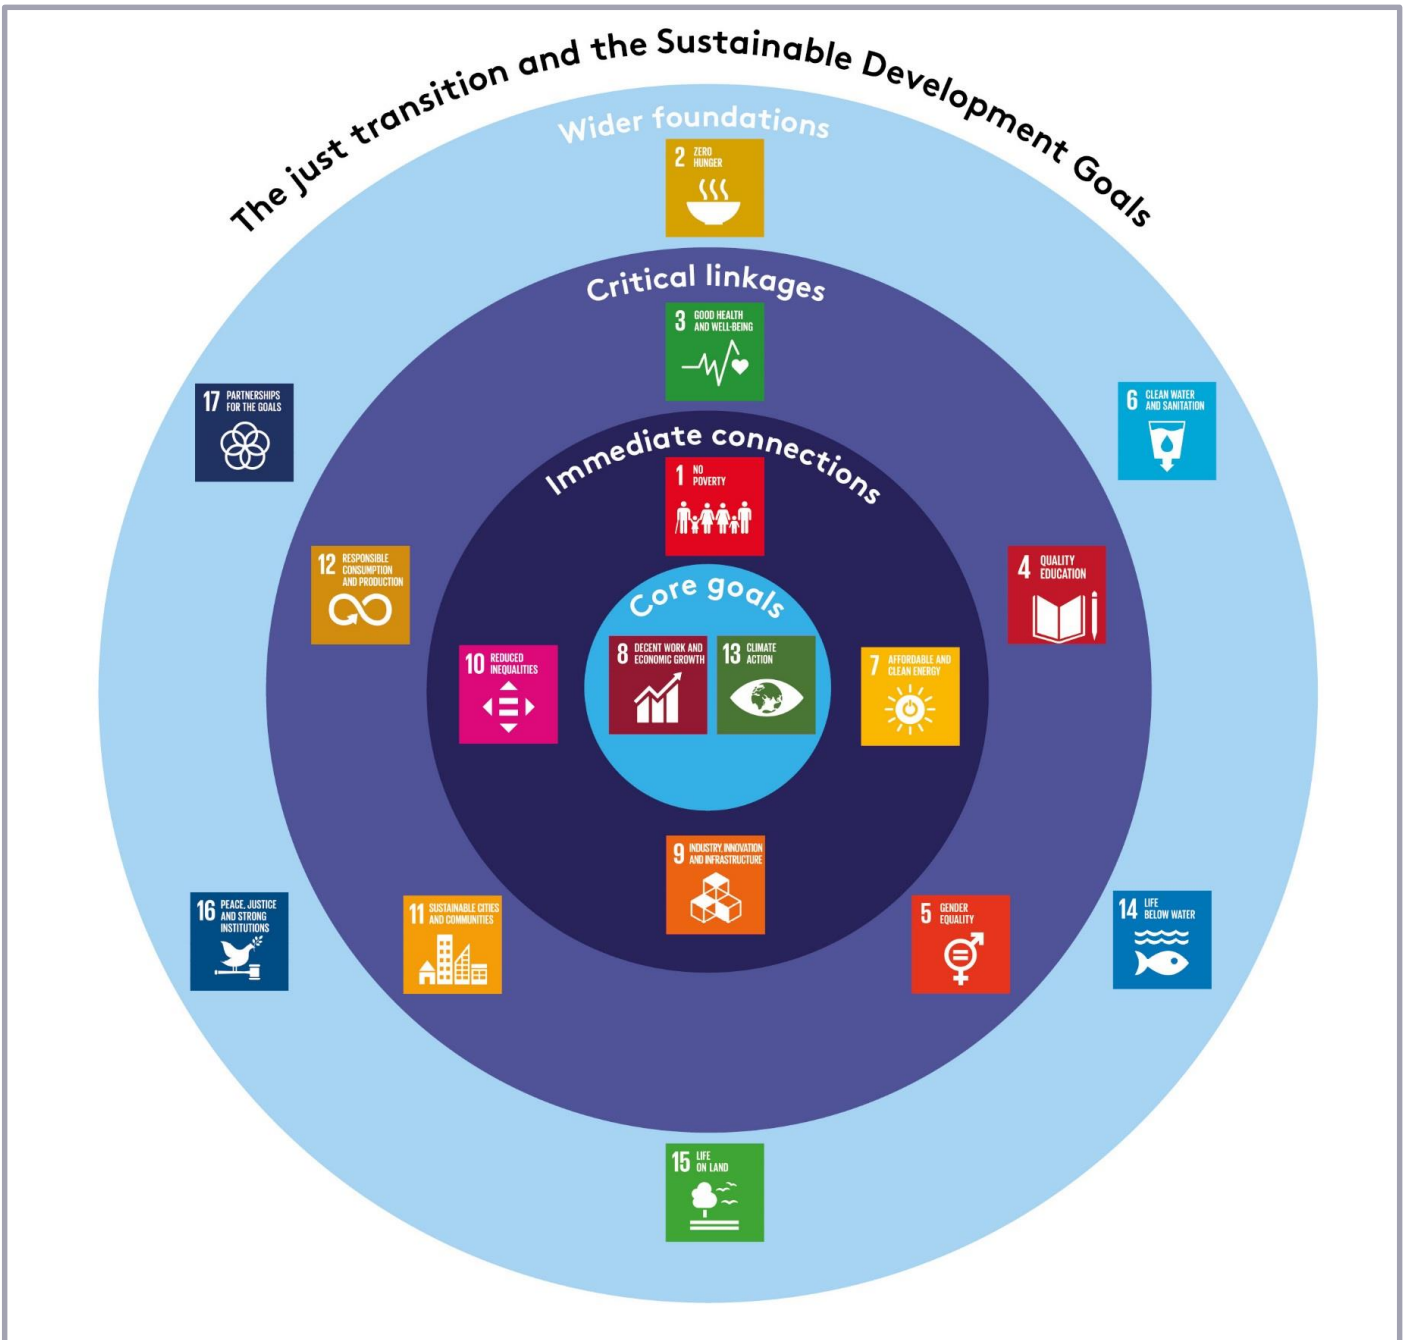 The just transition and the Sustainable Development Goals
Wider foundations
2 ZERO
HUNGER
Critical linkages
3 GOOD HEALTH
AND WELL-BEING
17 PARTNERSHIPS
FOR THE GOALS
6 CLEAN WATER
AND SANITATION
Immediate connections
1 NO
POVERTY
12 RESPONSIBLE
CONSUMPTION
AND PRODUCTION
4 QUALITY
EDUCATION
Core goals
10 REDUCED
INEQUALITIES
8 DECENT WORK AND
ECONOMIC GROWTH
13 CLIMATE
ACTION
7 AFFORDABLE AND
CLEAN ENERGY
9 INDUSTRY, INNOVATION
AND INFRASTRUCTURE
16 PEACE, JUSTICE
AND STRONG
INSTITUTIONS
11 SUSTAINABLE CITIES
AND COMMUNITIES
5 GENDER
EQUALITY
14 LIFE
BELOW WATER
15 LIFE
ON LAND